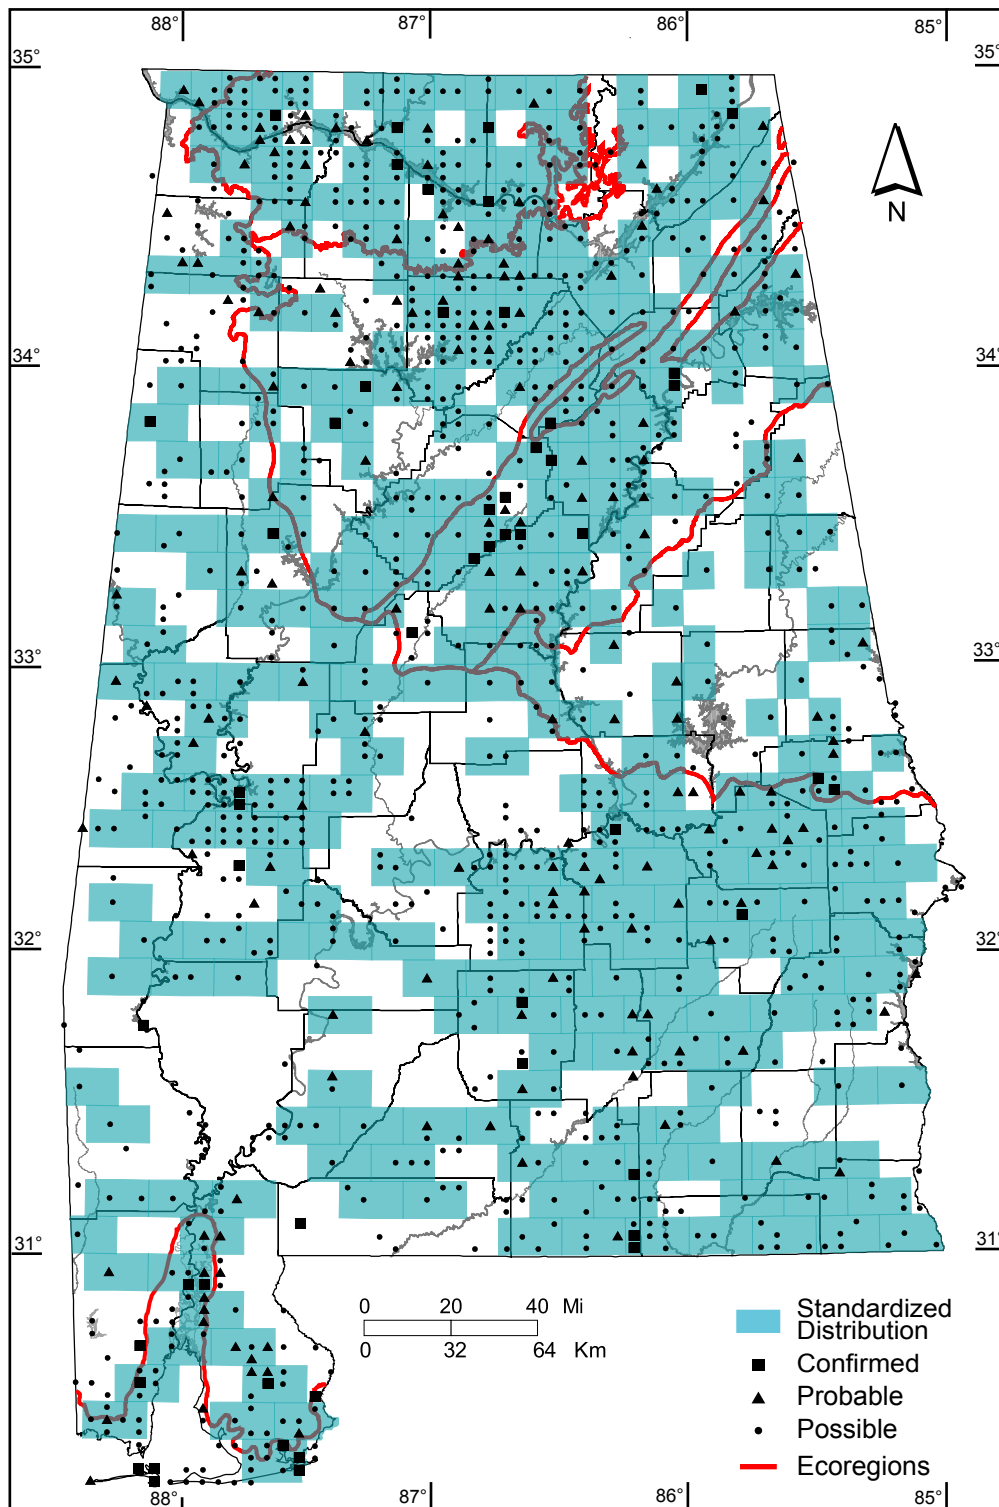 88° 87° 86° 85°
35° 35°
N
34° 34°
33° 33°
32° 32°
31° 31°
0 20 40 Mi
0 32 64 Km
Standardized
Distribution
Confirmed
Probable
Possible
Ecoregions
88° 87° 86° 85°